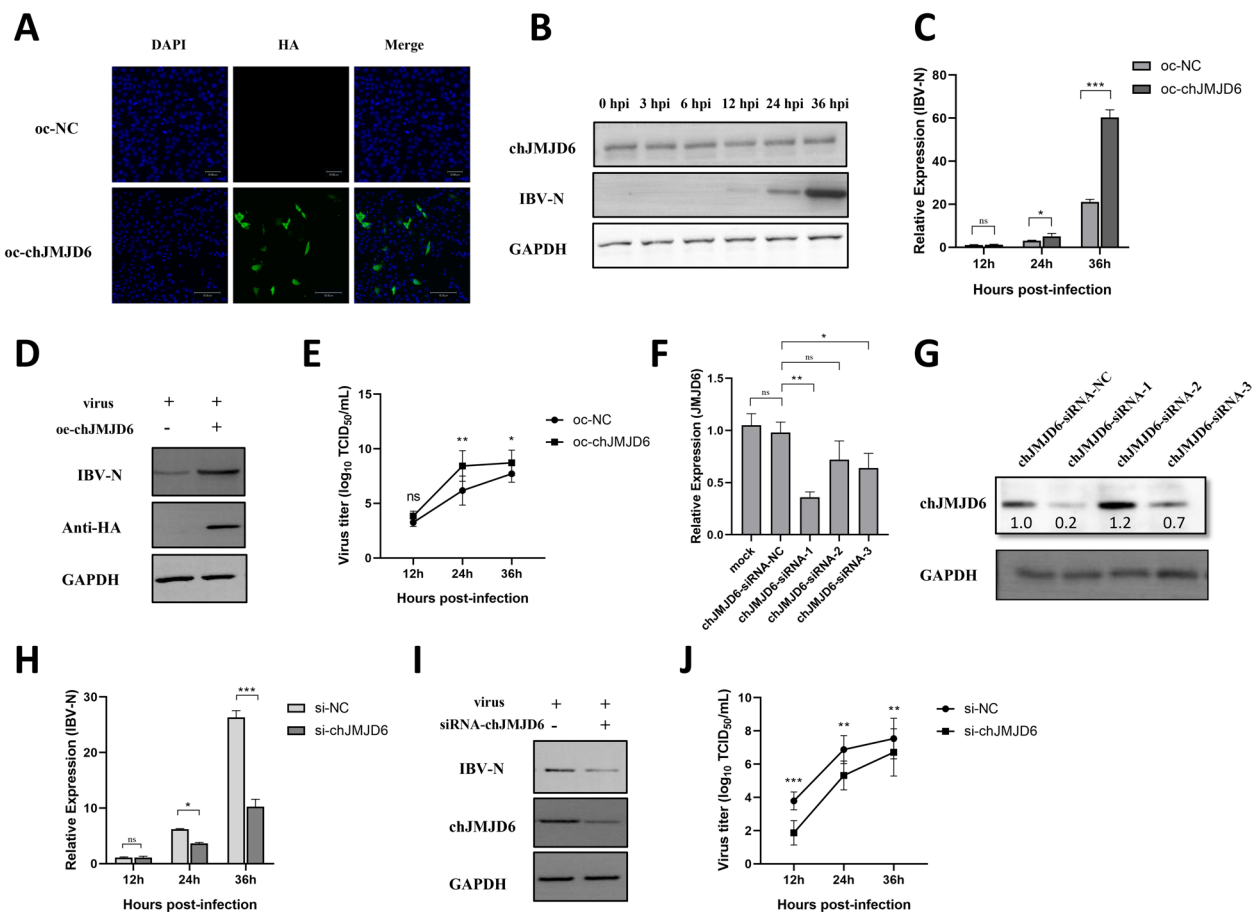 A
DAPI HA Merge
oc-NC
oc-chJMJD6
B
0 hpi 3 hpi 6 hpi 12 hpi 24 hpi 36 hpi
chJMJD6
IBV-N
GAPDH
C
oc-NC
oc-chJMJD6
Relative Expression (IBV-N)
80
60
40
20
0
ns * ***
12h 24h 36h
Hours post-infection
D
virus + +
oc-chJMJD6 - +
IBV-N
Anti-HA
GAPDH
E
Virus titer (log10 TCID50/mL)
15
10
5
0
ns ** *
oc-NC
oc-chJMJD6
12h 24h 36h
Hours post-infection
F
Relative Expression (JMJD6)
1.5
1.0
0.5
0.0
*
ns
**
ns
mock
chJMJD6-siRNA-NC
chJMJD6-siRNA-1
chJMJD6-siRNA-2
chJMJD6-siRNA-3
G
chJMJD6-siRNA-NC
chJMJD6-siRNA-1
chJMJD6-siRNA-2
chJMJD6-siRNA-3
chJMJD6
1.0 0.2 1.2 0.7
GAPDH
H
Relative Expression (IBV-N)
30
20
10
0
ns * ***
si-NC
si-chJMJD6
12h 24h 36h
Hours post-infection
I
virus + +
siRNA-chJMJD6 - +
IBV-N
chJMJD6
GAPDH
J
Virus titer (log10 TCID50/mL)
10
8
6
4
2
0
*** ** **
si-NC
si-chJMJD6
12h 24h 36h
Hours post-infection